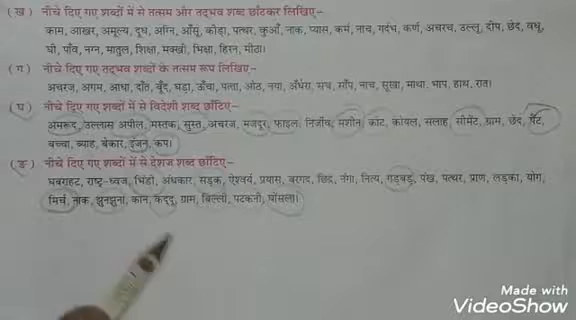 ( ख ) नीचे दिए गए शब्दों में से तत्सम और तद्भव शब्द छाँटकर लिखिए–
काम, आखर, अमूल्य, दूध, अग्नि, आँसू, कीड़ा, पत्थर, कुआँ, नाक, प्यास, कर्म, नाच, गर्दभ, कर्ण, अचरच, उल्लू, दीप, छेद, वधू,
घी, पाँव, नग्न, मातुल, शिक्षा, मक्खी, भिक्षा, हिरन, मीठा।
( ग ) नीचे दिए गए तद्भव शब्दों के तत्सम रूप लिखिए–
अचरज, अगम, आधा, दाँत, बूँद, घड़ा, ऊँचा, पत्ता, ओठ, नया, अँधेरा, सच, साँप, नाच, सूखा, माथा, भाप, हाथ, रात।
( घ ) नीचे दिए गए शब्दों में से विदेशी शब्द छाँटिए–
अमरूद, उल्लास अपील, मस्तक, सुस्त, अचरज, मजदूर, फाइल, निर्जीव, मशीन, कोट, कोयल, सलाह, सीमेंट, ग्राम, छेद, पैंट,
बच्चा, ब्याह, बेकार, इंजन, कप।
( ङ ) नीचे दिए गए शब्दों में से देशज शब्द छाँटिए–
घबराहट, राष्ट्र-ध्वज, भिंडी, अंधकार, सड़क, ऐश्वर्य, प्रयास, बरगद, छिद्र, नंगा, नित्य, गड़बड़, पंख, पत्थर, प्राण, लड़का, योग,
मिर्च, नाक, झुनझुना, कान, कद्दू, ग्राम, बिल्ली, पटकनी, घोंसला।
Made with
VideoShow